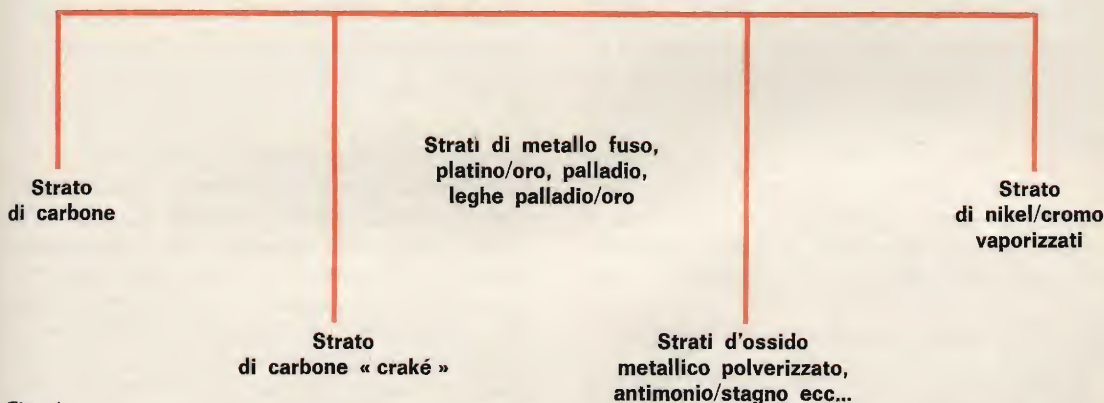 Strato
di carbone
Strato
di carbone « craké »
Strati di metallo fuso,
platino/oro, palladio,
leghe palladio/oro
Strati d'ossido
metallico polverizzato,
antimonio/stagno ecc...
Strato
di nikel/cromo
vaporizzati